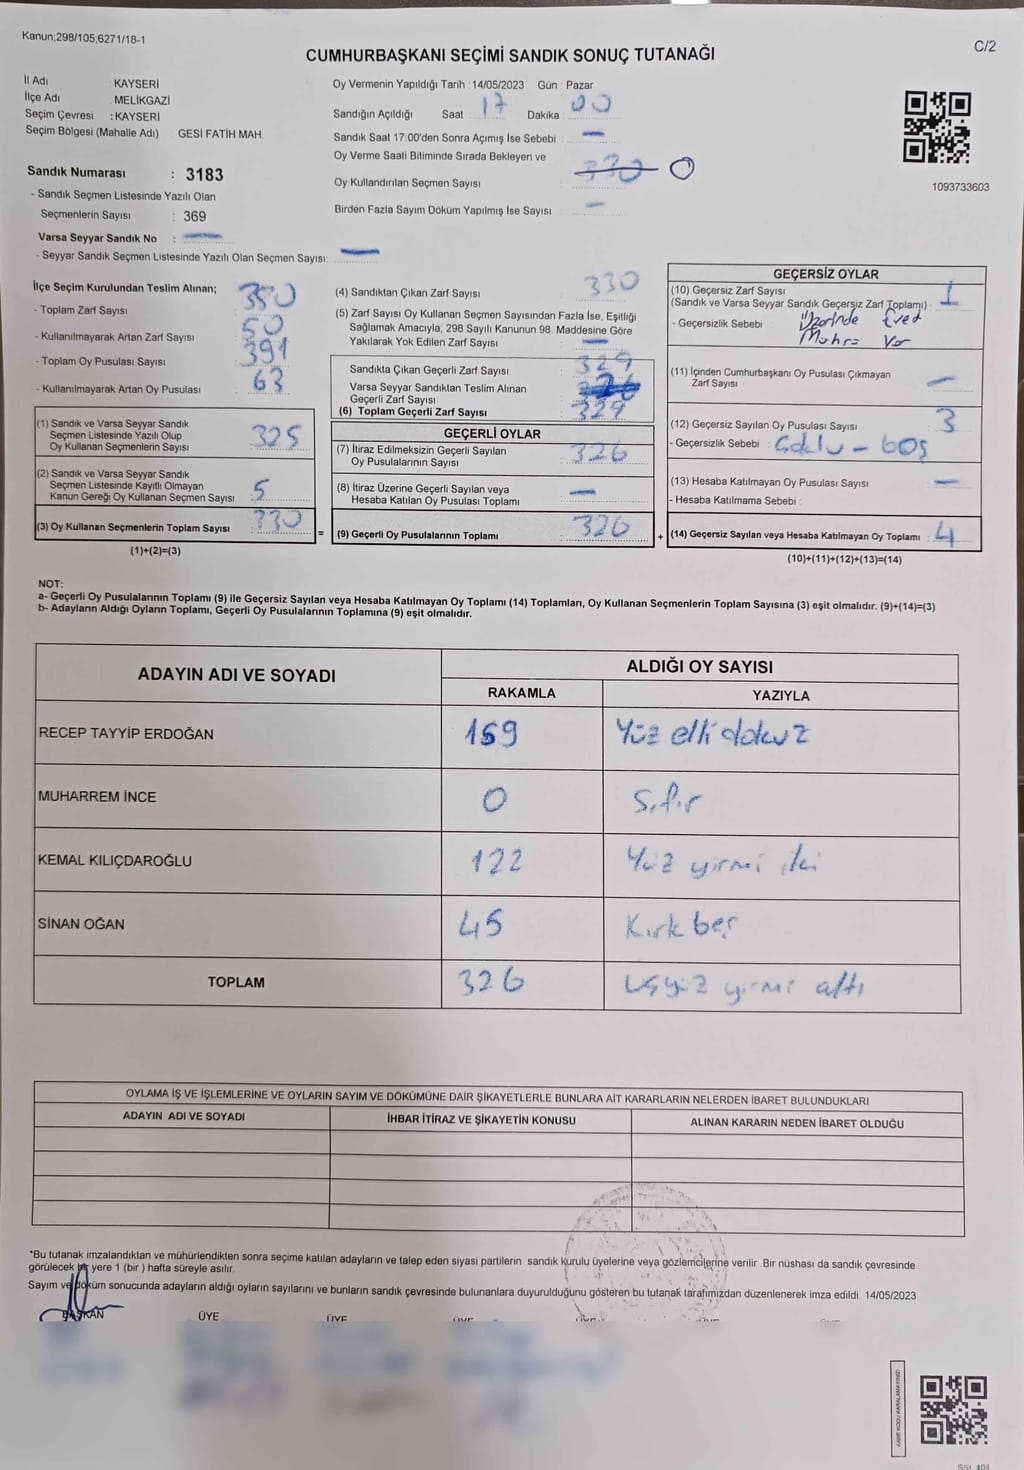 Kanun;298/105;6271/18-1
C/2
CUMHURBAŞKANI SEÇİMİ SANDIK SONUÇ TUTANAĞI
İl Adı : KAYSERİ
İlçe Adı : MELİKGAZİ
Seçim Çevresi : KAYSERİ
Seçim Bölgesi (Mahalle Adı) : GESİ FATİH MAH.
Sandık Numarası : 3183
- Sandık Seçmen Listesinde Yazılı Olan
Seçmenlerin Sayısı : 369
Varsa Seyyar Sandık No : —
- Seyyar Sandık Seçmen Listesinde Yazılı Olan Seçmen Sayısı: —
Oy Vermenin Yapıldığı Tarih : 14/05/2023 Gün : Pazar
Sandığın Açıldığı Saat : 17 Dakika : 00
Sandık Saat 17:00'den Sonra Açımış İse Sebebi : —
Oy Verme Saati Bitiminde Sırada Bekleyen ve
Oy Kullandırılan Seçmen Sayısı : 330 0
Birden Fazla Sayım Döküm Yapılmış İse Sayısı : —
1093733603
İlçe Seçim Kurulundan Teslim Alınan;
- Toplam Zarf Sayısı : 380
- Kullanılmayarak Artan Zarf Sayısı : 50
- Toplam Oy Pusulası Sayısı : 391
- Kullanılmayarak Artan Oy Pusulası : 63
(1) Sandık ve Varsa Seyyar Sandık
Seçmen Listesinde Yazılı Olup
Oy Kullanan Seçmenlerin Sayısı : 325
(2) Sandık ve Varsa Seyyar Sandık
Seçmen Listesinde Kayıtlı Olmayan
Kanun Gereği Oy Kullanan Seçmen Sayısı : 5
(3) Oy Kullanan Seçmenlerin Toplam Sayısı : 330
(1)+(2)=(3)
(4) Sandıktan Çıkan Zarf Sayısı : 330
(5) Zarf Sayısı Oy Kullanan Seçmen Sayısından Fazla İse, Eşitliği
Sağlamak Amacıyla; 298 Sayılı Kanunun 98. Maddesine Göre
Yakılarak Yok Edilen Zarf Sayısı : —
Sandıkta Çıkan Geçerli Zarf Sayısı : 329
Varsa Seyyar Sandıktan Teslim Alınan
Geçerli Zarf Sayısı :
(6) Toplam Geçerli Zarf Sayısı : 329
GEÇERLİ OYLAR
(7) İtiraz Edilmeksizin Geçerli Sayılan
Oy Pusulalarının Sayısı : 326
(8) İtiraz Üzerine Geçerli Sayılan veya
Hesaba Katılan Oy Pusulaları Toplamı : —
= (9) Geçerli Oy Pusulalarının Toplamı : 326
GEÇERSİZ OYLAR
(10) Geçersiz Zarf Sayısı
(Sandık ve Varsa Seyyar Sandık Geçersiz Zarf Toplamı) : 1
- Geçersizlik Sebebi : Üzerinde Evet
Mührü Var
(11) İçinden Cumhurbaşkanı Oy Pusulası Çıkmayan
Zarf Sayısı : —
(12) Geçersiz Sayılan Oy Pusulası Sayısı : 3
- Geçersizlik Sebebi : Çoklu - boş
(13) Hesaba Katılmayan Oy Pusulası Sayısı : —
- Hesaba Katılmama Sebebi :
+ (14) Geçersiz Sayılan veya Hesaba Katılmayan Oy Toplamı : 4
(10)+(11)+(12)+(13)=(14)
NOT:
a- Geçerli Oy Pusulalarının Toplamı (9) ile Geçersiz Sayılan veya Hesaba Katılmayan Oy Toplamı (14) Toplamları, Oy Kullanan Seçmenlerin Toplam Sayısına (3) eşit olmalıdır. (9)+(14)=(3)
b- Adayların Aldığı Oyların Toplamı, Geçerli Oy Pusulalarının Toplamına (9) eşit olmalıdır.
ADAYIN ADI VE SOYADI
ALDIĞI OY SAYISI
RAKAMLA YAZIYLA
RECEP TAYYİP ERDOĞAN 159 Yüz elli dokuz
MUHARREM İNCE 0 Sıfır
KEMAL KILIÇDAROĞLU 122 Yüz yirmi iki
SİNAN OĞAN 45 Kırk beş
TOPLAM 326 Üçyüz yirmi altı
OYLAMA İŞ VE İŞLEMLERİNE VE OYLARIN SAYIM VE DÖKÜMÜNE DAİR ŞİKAYETLERLE BUNLARA AİT KARARLARIN NELERDEN İBARET BULUNDUKLARI
ADAYIN ADI VE SOYADI İHBAR İTİRAZ VE ŞİKAYETİN KONUSU ALINAN KARARIN NEDEN İBARET OLDUĞU
*Bu tutanak imzalandıktan ve mühürlendikten sonra seçime katılan adayların ve talep eden siyasi partilerin sandık kurulu üyelerine veya gözlemcilerine verilir. Bir nüshası da sandık çevresinde
görülecek bir yere 1 (bir ) hafta süreyle asılır.
Sayım ve döküm sonucunda adayların aldığı oyların sayılarını ve bunların sandık çevresinde bulunanlara duyurulduğunu gösteren bu tutanak tarafımızdan düzenlenerek imza edildi. 14/05/2023
BAŞKAN ÜYE ÜYE ÜYE ÜYE ÜYE ÜYE